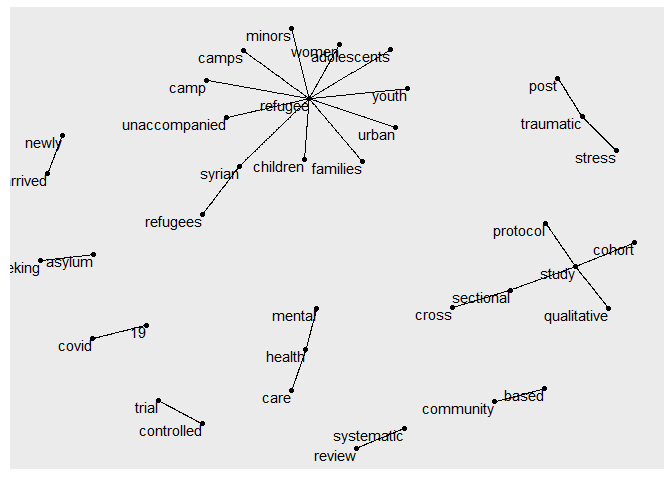 minors
women
adolescents
camps
camp
youth
post
refugee
unaccompanied
traumatic
urban
newly
stress
children
families
syrian
rrived
refugees
protocol
cohort
eking
asylum
study
sectional
cross
mental
qualitative
19
covid
health
care
based
community
trial
controlled
systematic
review